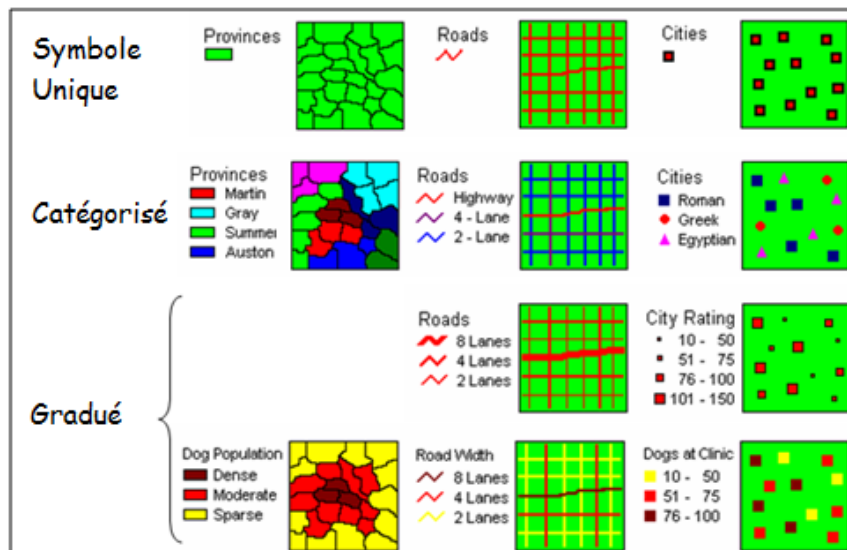 Symbole
Unique
Provinces
Roads
Cities
Catégorisé
Provinces
Martin
Gray
Summer
Auston
Roads
Highway
4 - Lane
2 - Lane
Cities
Roman
Greek
Egyptian
Gradué
Roads
8 Lanes
4 Lanes
2 Lanes
City Rating
10 - 50
51 - 75
76 - 100
101 - 150
Dog Population
Dense
Moderate
Sparse
Road Width
8 Lanes
4 Lanes
2 Lanes
Dogs at Clinic
10 - 50
51 - 75
76 - 100